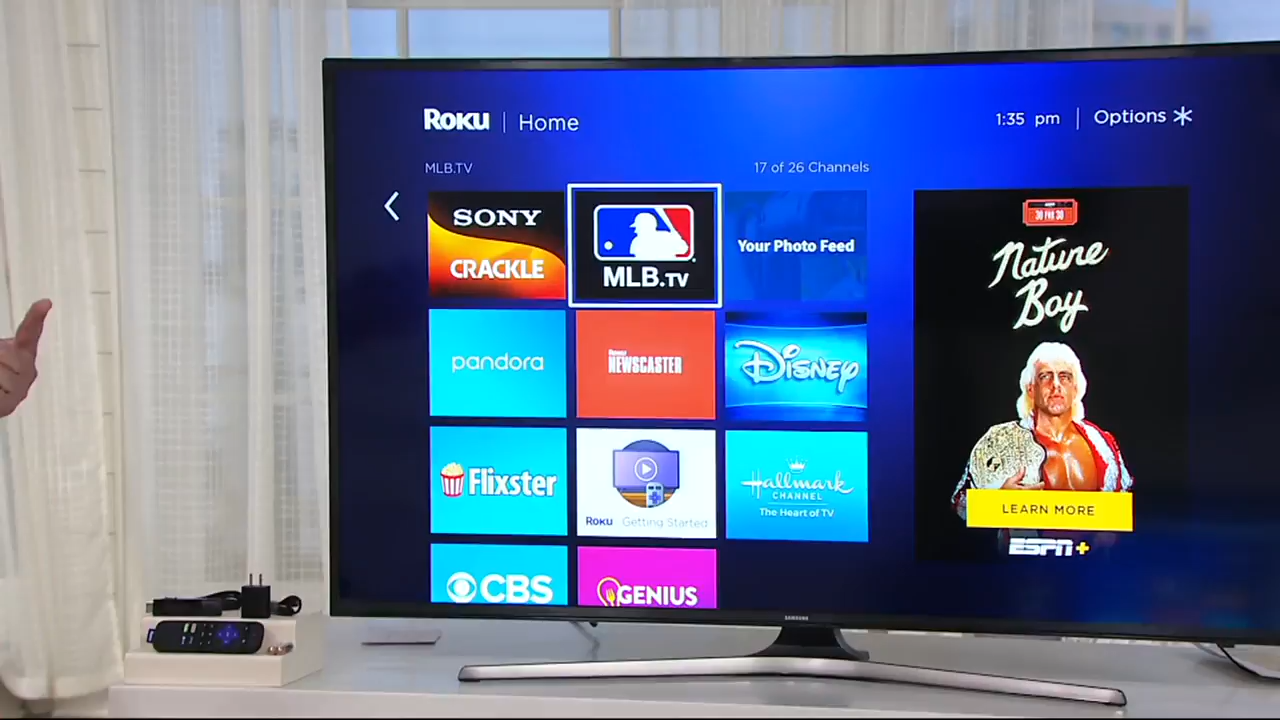 Roku | Home
1:35 pm | Options
MLB.TV
17 of 26 Channels
SONY
CRACKLE
MLB.TV
Your Photo Feed
pandora
NEWSCASTER
Disney
Flixster
Roku Getting Started
Hallmark
CHANNEL
The Heart of TV
CBS
GENIUS
30 FOR 30
Nature
Boy
LEARN MORE
ESPN+
SAMSUNG